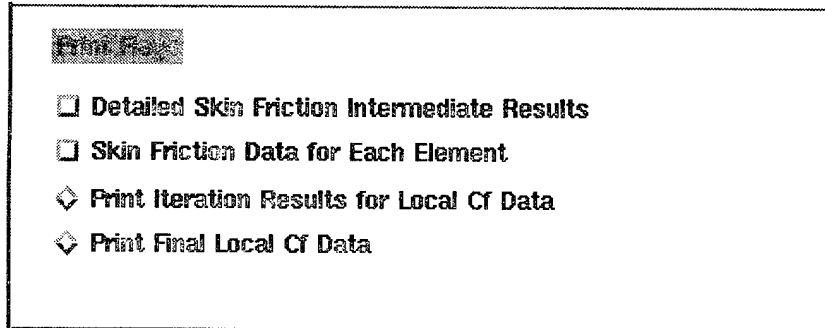 Print Flags
Detailed Skin Friction Intermediate Results
Skin Friction Data for Each Element
Print Iteration Results for Local Cf Data
Print Final Local Cf Data